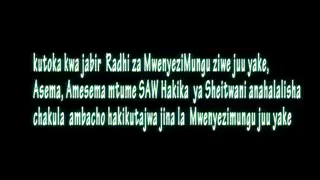 kutoka kwa jabir Radhi za MwenyeziMungu ziwe juu yake,
Asema, Amesema mtume SAW Hakika ya Sheitwani anahalalisha
chakula ambacho hakikutajwa jina la Mwenyezimungu juu yake